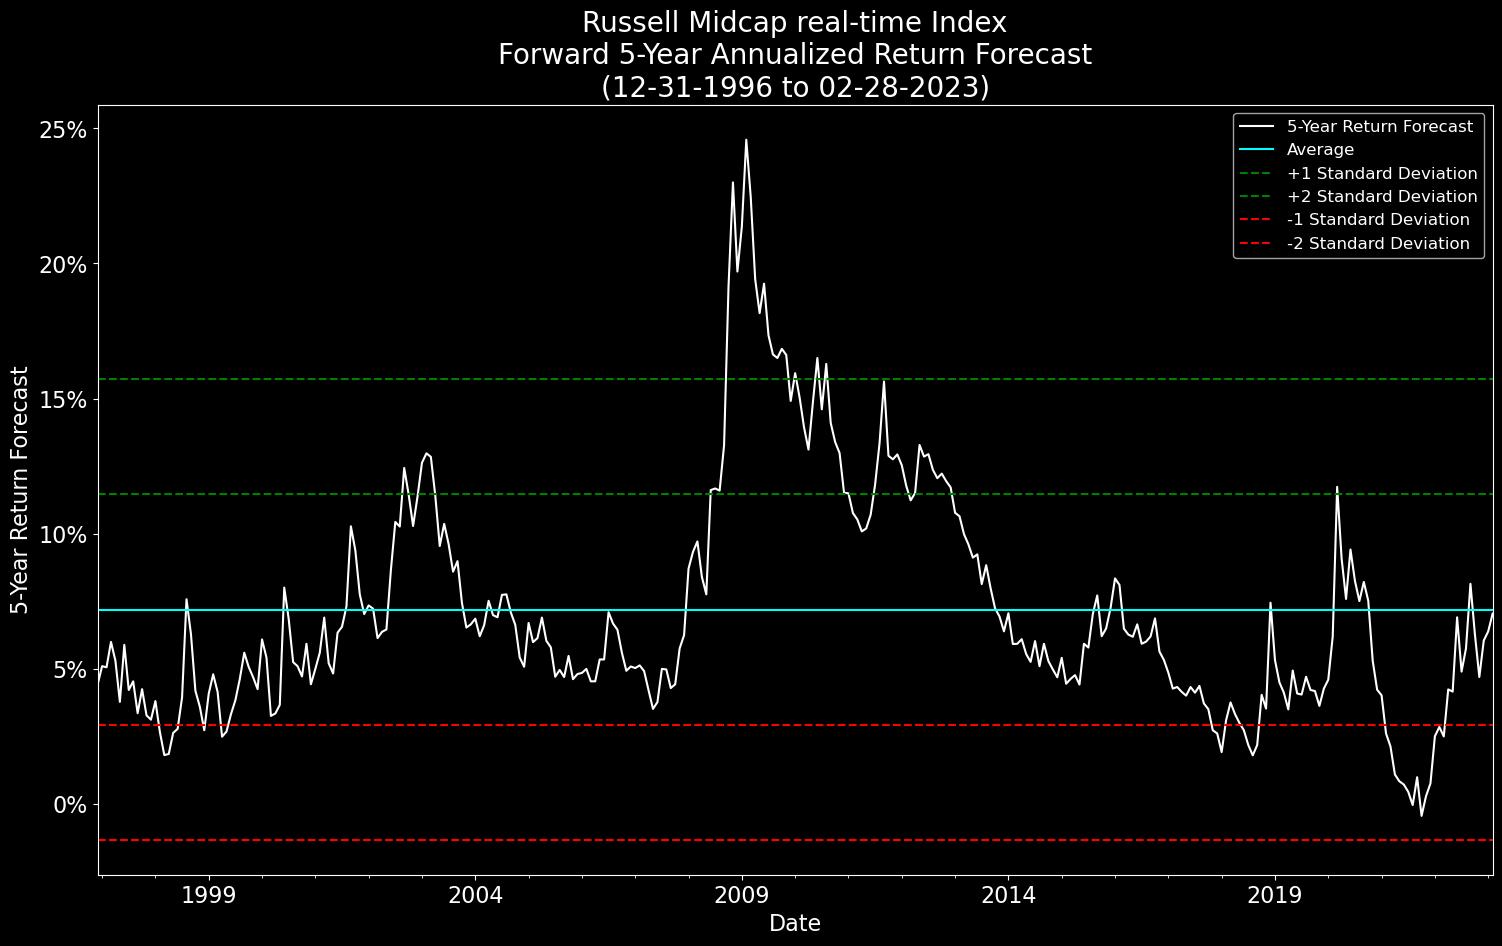 Russell Midcap real-time Index
Forward 5-Year Annualized Return Forecast
(12-31-1996 to 02-28-2023)
5-Year Return Forecast
Average
+1 Standard Deviation
+2 Standard Deviation
-1 Standard Deviation
-2 Standard Deviation
25%
20%
15%
10%
5%
0%
5-Year Return Forecast
1999
2004
2009
2014
2019
Date